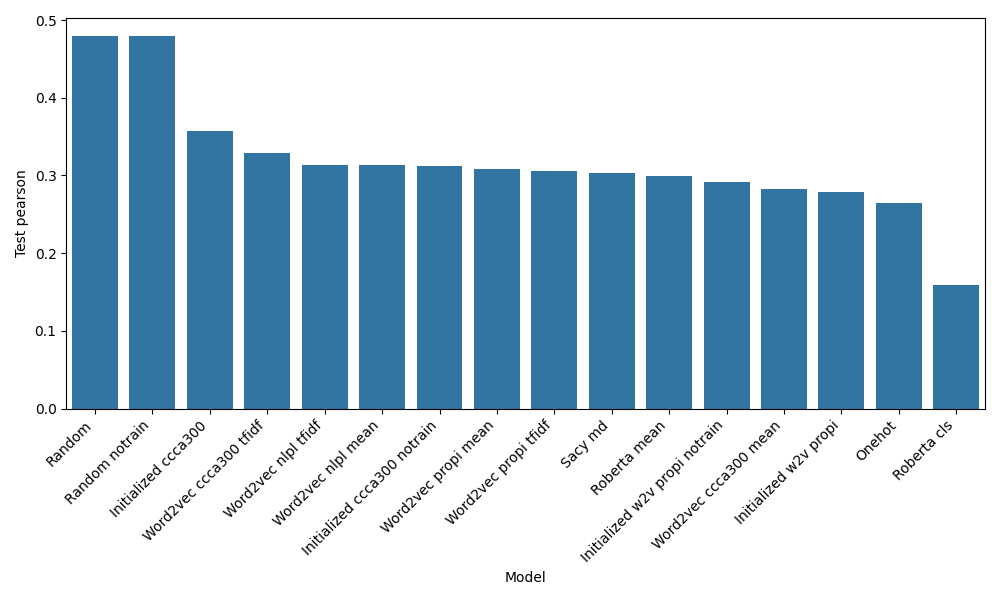 Test pearson
0.5
0.4
0.3
0.2
0.1
0.0
Random
Random notrain
Initialized ccca300
Word2vec ccca300 tfidf
Word2vec nlpl tfidf
Word2vec nlpl mean
Initialized ccca300 notrain
Word2vec propi mean
Word2vec propi tfidf
Sacy md
Roberta mean
Initialized w2v propi notrain
Word2vec ccca300 mean
Initialized w2v propi
Onehot
Roberta cls
Model